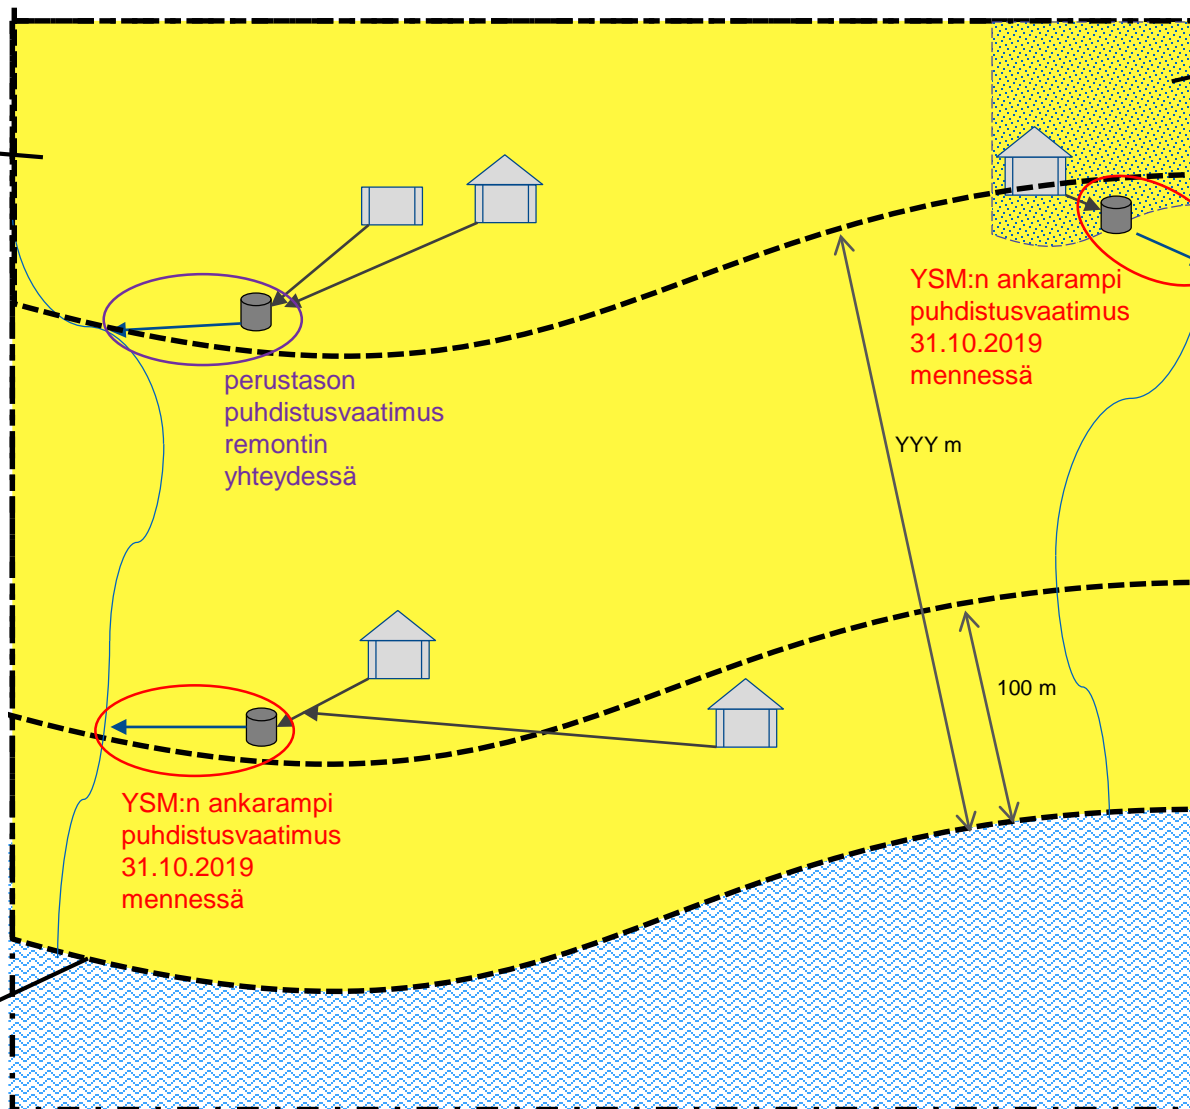 YSM:n ankarampi
puhdistusvaatimus
31.10.2019
mennessä
perustason
puhdistusvaatimus
remontin
yhteydessä
YYY m
100 m
YSM:n ankarampi
puhdistusvaatimus
31.10.2019
mennessä